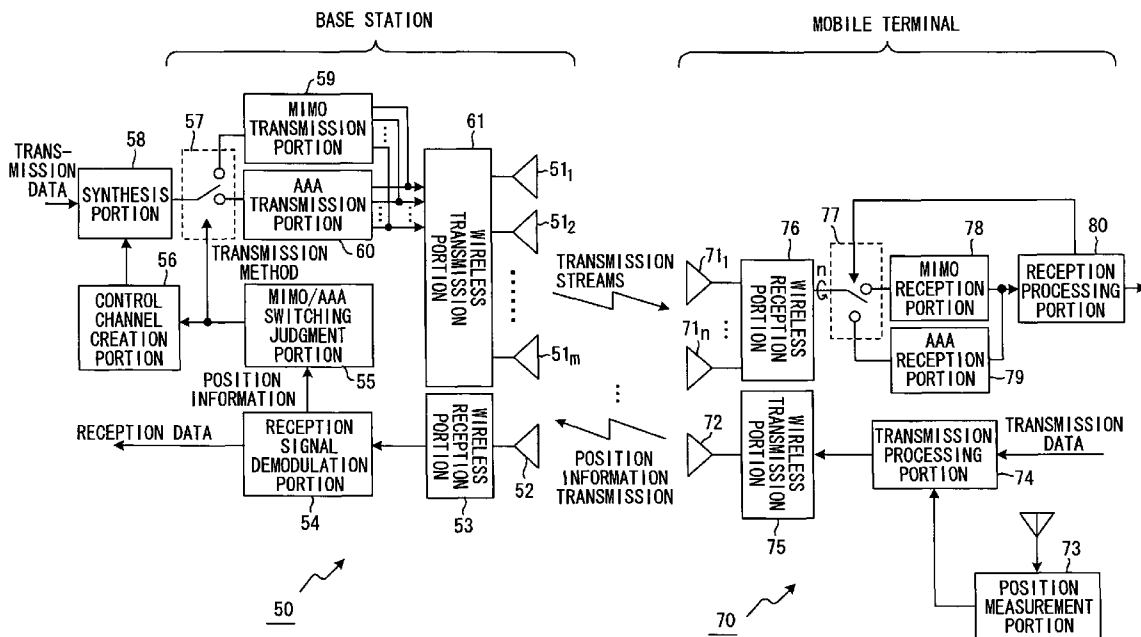 BASE STATION
MOBILE TERMINAL
59
MIMO
TRANSMISSION
PORTION
57
58
TRANS-
MISSION
DATA
SYNTHESIS
PORTION
AAA
TRANSMISSION
PORTION
60
TRANSMISSION
METHOD
56
CONTROL
CHANNEL
CREATION
PORTION
MIMO/AAA
SWITCHING
JUDGMENT
PORTION
55
POSITION
INFORMATION
RECEPTION DATA
RECEPTION
SIGNAL
DEMODULATION
PORTION
54
61
WIRELESS
TRANSMISSION
PORTION
51₁
51₂
51m
WIRELESS
RECEPTION
PORTION
53
52
50
TRANSMISSION
STREAMS
POSITION
INFORMATION
TRANSMISSION
71₁
71n
72
76
WIRELESS
RECEPTION
PORTION
n
77
78
MIMO
RECEPTION
PORTION
AAA
RECEPTION
PORTION
79
80
RECEPTION
PROCESSING
PORTION
WIRELESS
TRANSMISSION
PORTION
75
TRANSMISSION
PROCESSING
PORTION
74
TRANSMISSION
DATA
73
POSITION
MEASUREMENT
PORTION
70